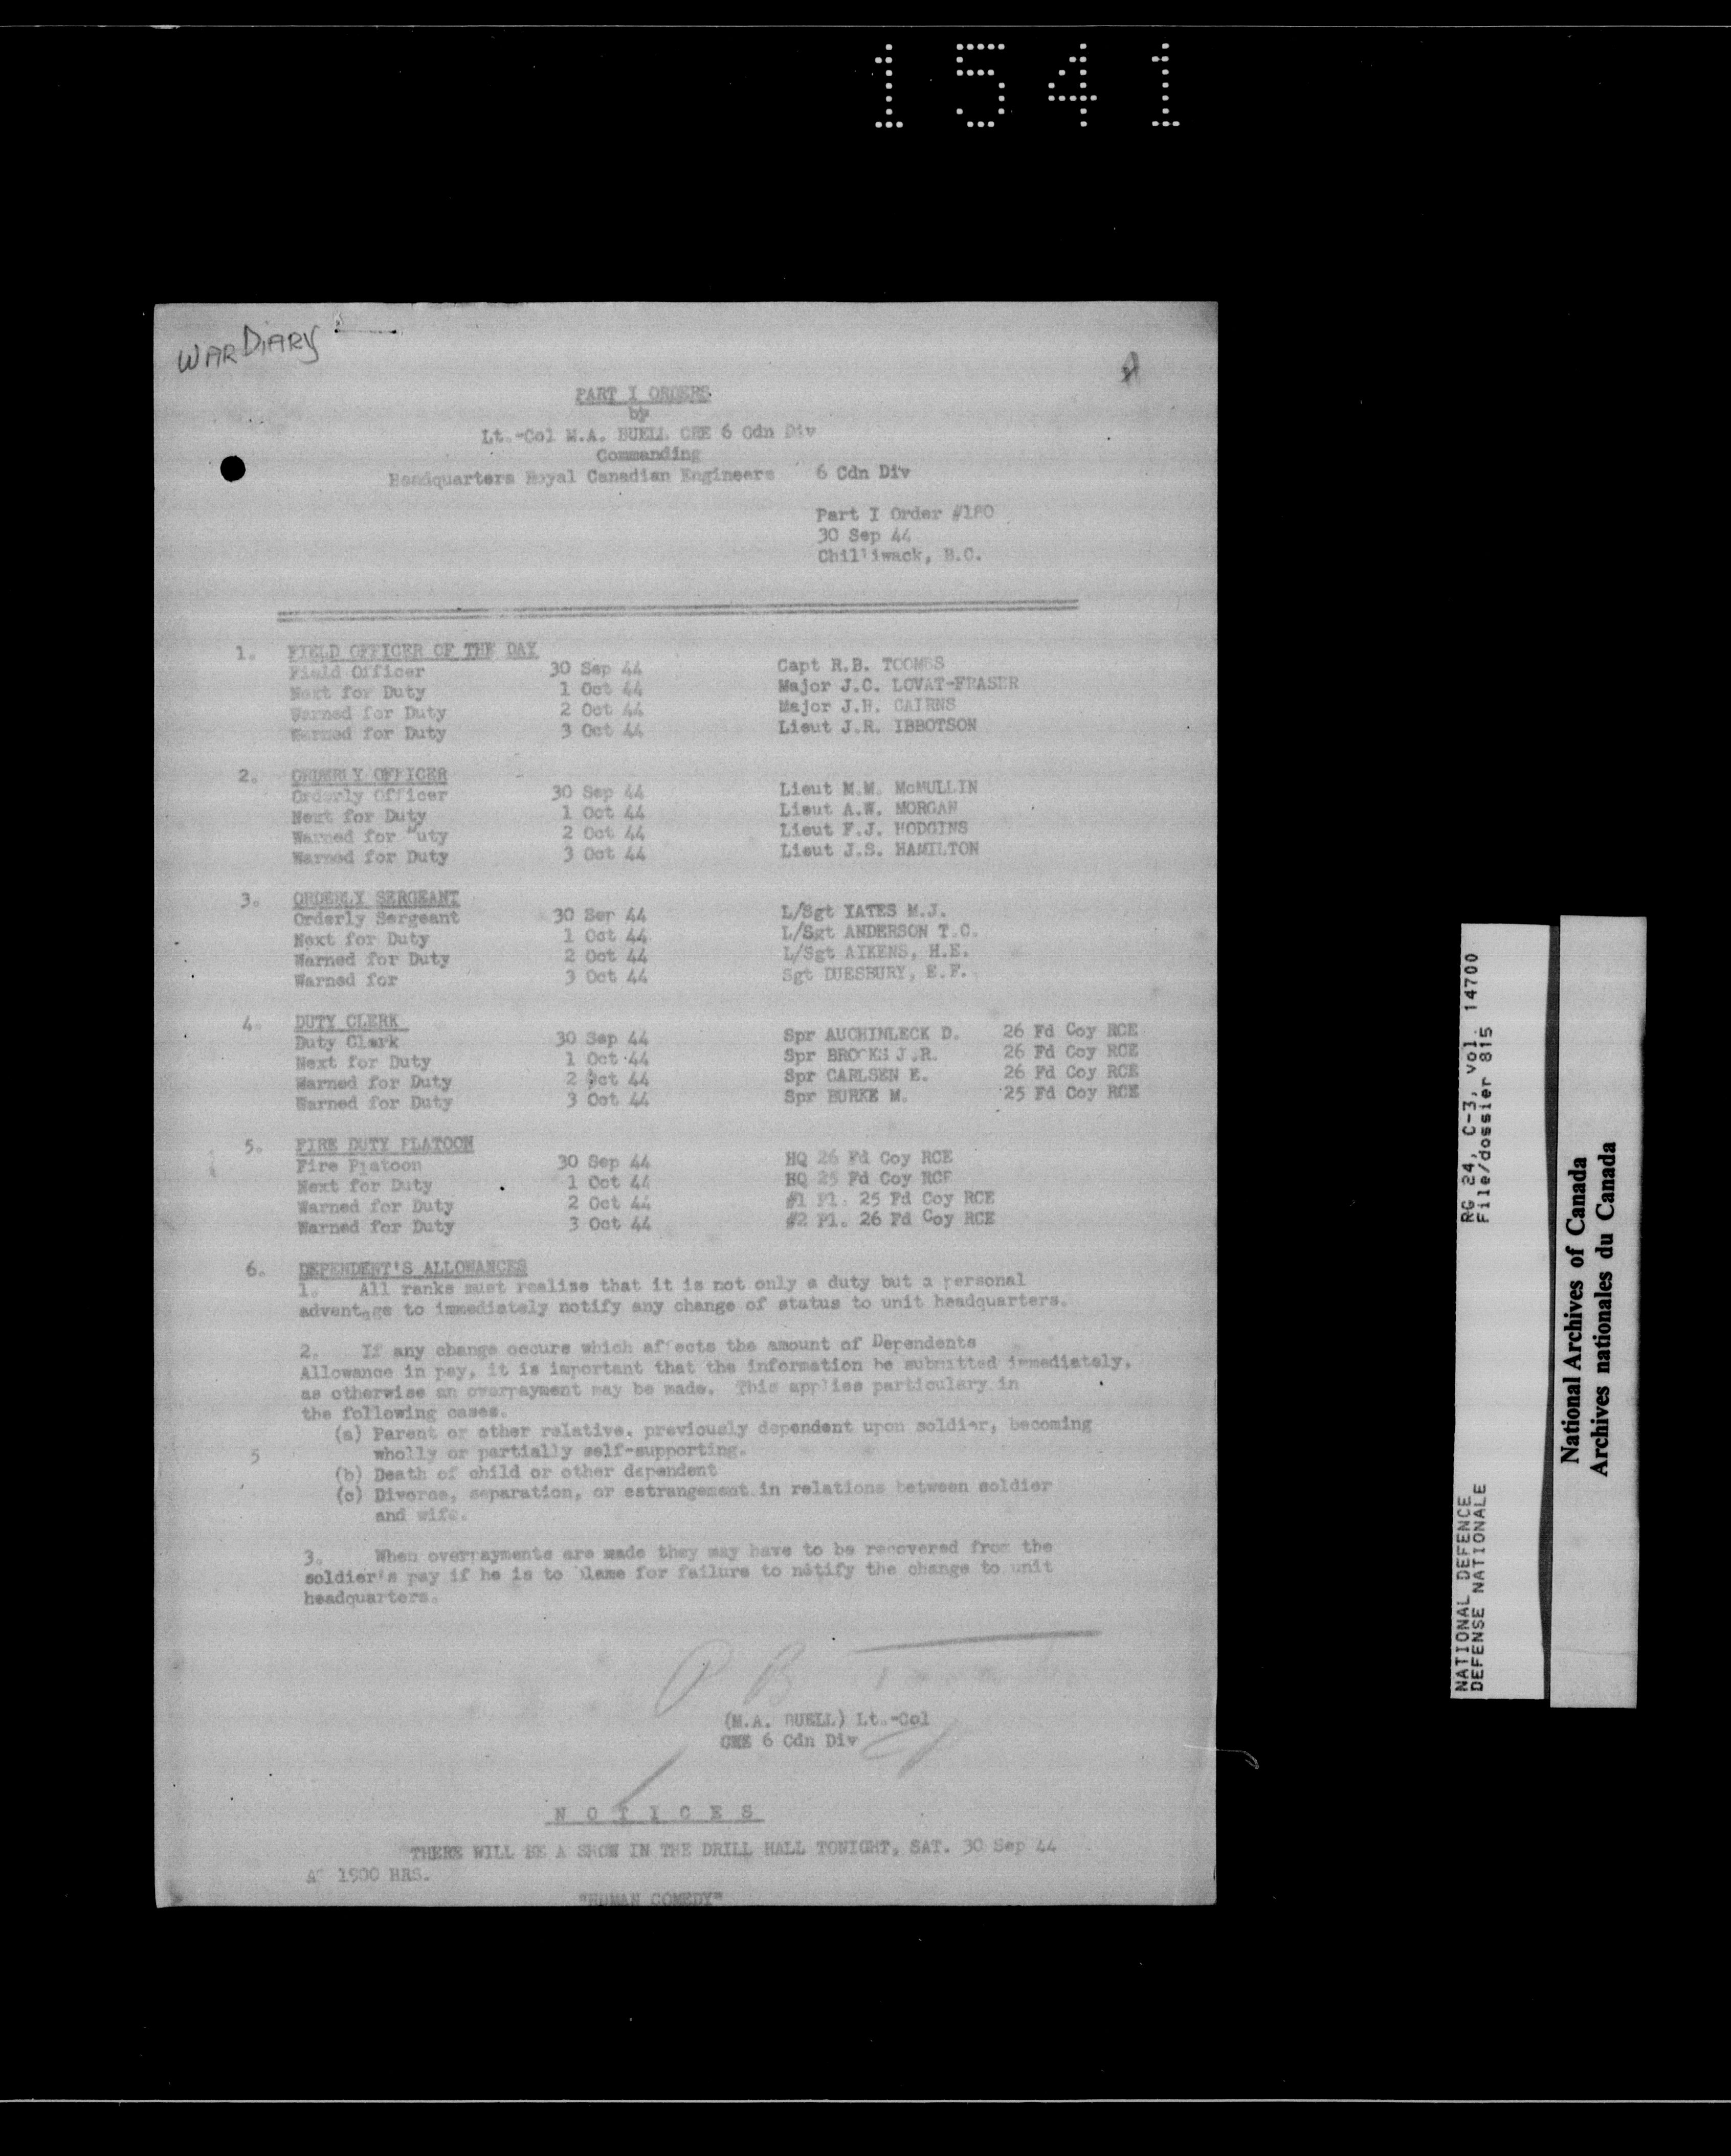 1541
WAR DIARY
PART I ORDERS
by
Lt.-Col M.A. BUELL CRE 6 Cdn Div
Commanding
Headquarters Royal Canadian Engineers 6 Cdn Div
Part I Order #180
30 Sep 44
Chilliwack, B.C.
1. FIELD OFFICER OF THE DAY
Field Officer 30 Sep 44 Capt R.B. TOOMBS
Next for Duty 1 Oct 44 Major J.C. LOVAT-FRASER
Warned for Duty 2 Oct 44 Major J.H. CAIRNS
Warned for Duty 3 Oct 44 Lieut J.R. IBBOTSON
2. ORDERLY OFFICER
Orderly Officer 30 Sep 44 Lieut M.M. McMULLIN
Next for Duty 1 Oct 44 Lieut A.W. MORGAN
Warned for Duty 2 Oct 44 Lieut F.J. HODGINS
Warned for Duty 3 Oct 44 Lieut J.S. HAMILTON
3. ORDERLY SERGEANT
Orderly Sergeant 30 Sep 44 L/Sgt YATES M.J.
Next for Duty 1 Oct 44 L/Sgt ANDERSON T.C.
Warned for Duty 2 Oct 44 L/Sgt AIKENS, H.E.
Warned for 3 Oct 44 Sgt DUESBURY, E.F.
4. DUTY CLERK
Duty Clerk 30 Sep 44 Spr AUCHINLECK D. 26 Fd Coy RCE
Next for Duty 1 Oct 44 Spr BROOKS J.R. 26 Fd Coy RCE
Warned for Duty 2 Oct 44 Spr CARLSEN E. 26 Fd Coy RCE
Warned for Duty 3 Oct 44 Spr BURKE M. 25 Fd Coy RCE
5. FIRE DUTY PLATOON
Fire Platoon 30 Sep 44 HQ 26 Fd Coy RCE
Next for Duty 1 Oct 44 HQ 25 Fd Coy RCE
Warned for Duty 2 Oct 44 #1 Pl. 25 Fd Coy RCE
Warned for Duty 3 Oct 44 #2 Pl. 26 Fd Coy RCE
6. DEPENDENT'S ALLOWANCES
1. All ranks must realise that it is not only a duty but a personal
advantage to immediately notify any change of status to unit headquarters.
2. If any change occurs which affects the amount of Dependents
Allowance in pay, it is important that the information be submitted immediately,
as otherwise an overpayment may be made. This applies particulary in
the following cases.
(a) Parent or other relative, previously dependent upon soldier, becoming
5 wholly or partially self-supporting.
(b) Death of child or other dependent
(c) Divorce, separation, or estrangement in relations between soldier
and wife.
3. When overpayments are made they may have to be recovered from the
soldier's pay if he is to blame for failure to notify the change to unit
headquarters.
(M.A. BUELL) Lt.-Col
CRE 6 Cdn Div
N O T I C E S
THERE WILL BE A SHOW IN THE DRILL HALL TONIGHT, SAT. 30 Sep 44
AT 1900 HRS.
"HUMAN COMEDY"
NATIONAL DEFENCE RG 24, C-3, vol. 14700
DEFENSE NATIONALE File/dossier 815
National Archives of Canada
Archives nationales du Canada